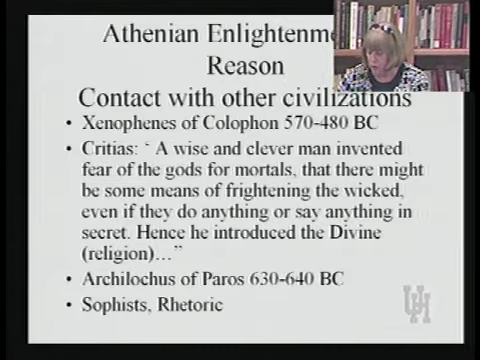 Athenian Enlightenme
Reason
Contact with other civilizations
• Xenophenes of Colophon 570-480 BC
• Critias: ‘ A wise and clever man invented
fear of the gods for mortals, that there might
be some means of frightening the wicked,
even if they do anything or say anything in
secret. Hence he introduced the Divine
(religion)…”
• Archilochus of Paros 630-640 BC
• Sophists, Rhetoric
UH